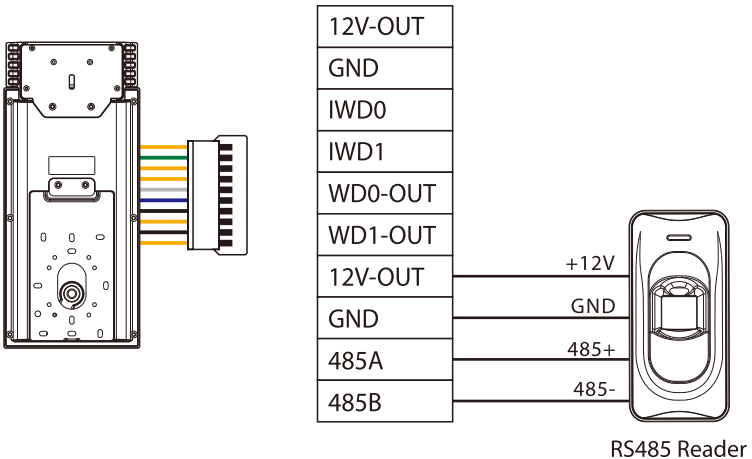 12V-OUT
GND
IWD0
IWD1
WD0-OUT
WD1-OUT
12V-OUT
GND
485A
485B
+12V
GND
485+
485-
RS485 Reader